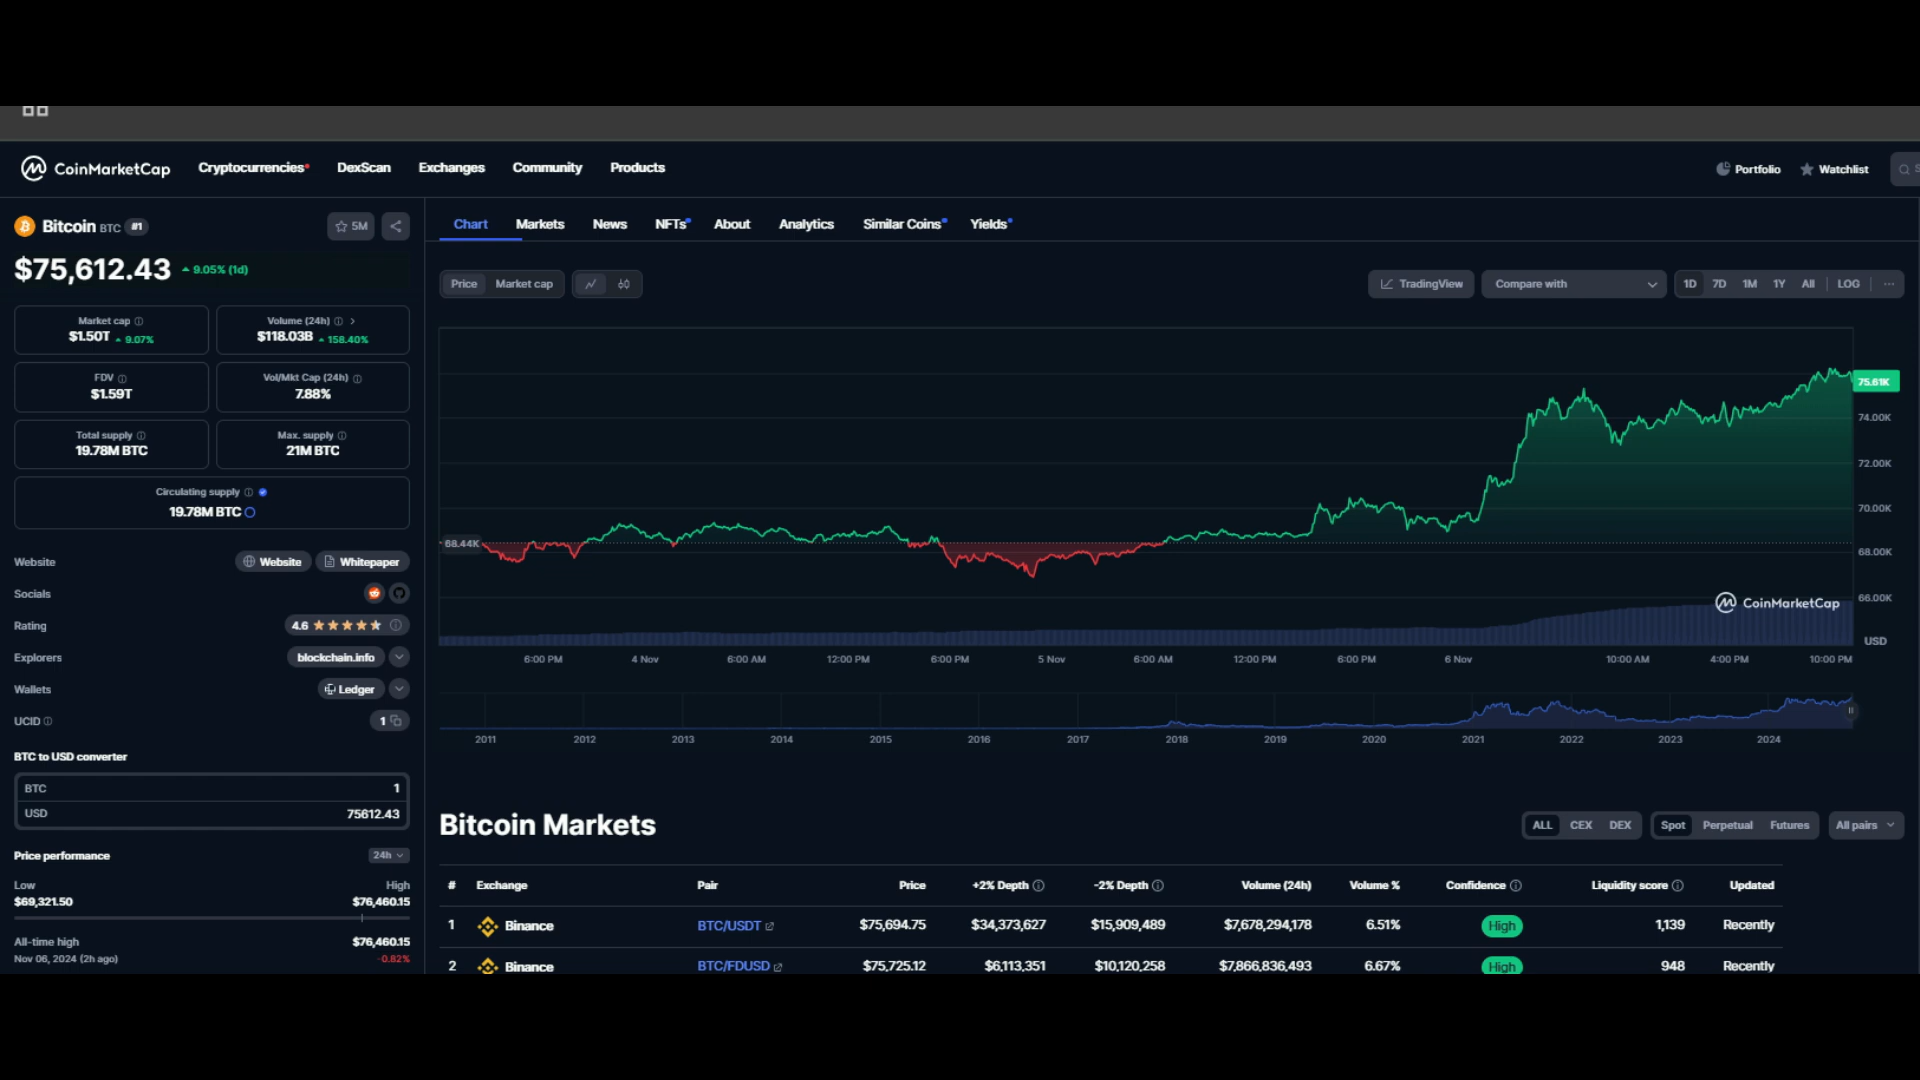 CoinMarketCap Cryptocurrencies DexScan Exchanges Community Products Portfolio Watchlist
Bitcoin BTC #1 5M
$75,612.43 9.05% (1d)
Market cap
$1.50T 9.07%
Volume (24h)
$118.03B 158.40%
FDV
$1.59T
Vol/Mkt Cap (24h)
7.88%
Total supply
19.78M BTC
Max. supply
21M BTC
Circulating supply
19.78M BTC
Website Website Whitepaper
Socials
Rating 4.6
Explorers blockchain.info
Wallets Ledger
UCID 1
BTC to USD converter
BTC 1
USD 75612.43
Price performance 24h
Low High
$69,321.50 $76,460.15
All-time high $76,460.15
Nov 06, 2024 (2h ago) -0.82%
Chart Markets News NFTs About Analytics Similar Coins Yields
Price Market cap TradingView Compare with 1D 7D 1M 1Y All LOG ...
75.61K
74.00K
72.00K
70.00K
68.44K
68.00K
66.00K
CoinMarketCap
USD
6:00 PM 4 Nov 6:00 AM 12:00 PM 6:00 PM 5 Nov 6:00 AM 12:00 PM 6:00 PM 6 Nov 10:00 AM 4:00 PM 10:00 PM
2011 2012 2013 2014 2015 2016 2017 2018 2019 2020 2021 2022 2023 2024
Bitcoin Markets ALL CEX DEX Spot Perpetual Futures All pairs
# Exchange Pair Price +2% Depth -2% Depth Volume (24h) Volume % Confidence Liquidity score Updated
1 Binance BTC/USDT $75,694.75 $34,373,627 $15,909,489 $7,678,294,178 6.51% High 1,139 Recently
2 Binance BTC/FDUSD $75,725.12 $6,113,351 $10,120,258 $7,866,836,493 6.67% High 948 Recently